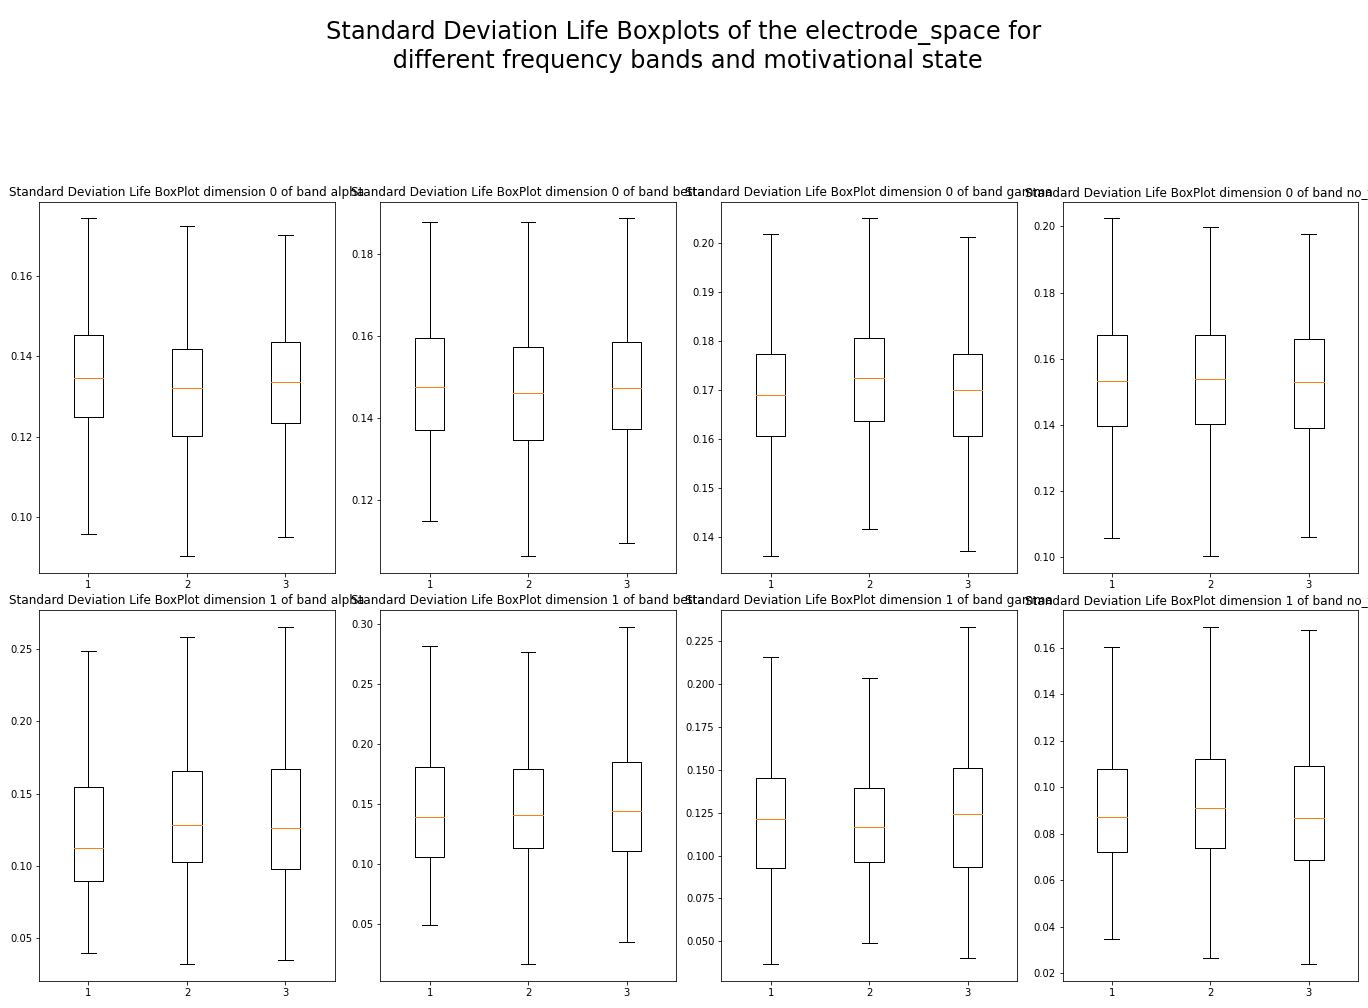 Standard Deviation Life Boxplots of the electrode_space for
different frequency bands and motivational state
Standard Deviation Life BoxPlot dimension 0 of band alpha
Standard Deviation Life BoxPlot dimension 0 of band
Standard Deviation Life BoxPlot dimension 0 of band gamma
Standard Deviation Life BoxPlot dimension 0 of band no_
0.16
0.14
0.12
0.10
1 2 3
0.18
0.16
0.14
0.12
1 2 3
0.20
0.19
0.18
0.17
0.16
0.15
0.14
1 2 3
0.20
0.18
0.16
0.14
0.12
0.10
1 2 3
Standard Deviation Life BoxPlot dimension 1 of band alpha
Standard Deviation Life BoxPlot dimension 1 of band
Standard Deviation Life BoxPlot dimension 1 of band gamma
Standard Deviation Life BoxPlot dimension 1 of band no_
0.25
0.20
0.15
0.10
0.05
1 2 3
0.30
0.25
0.20
0.15
0.10
0.05
1 2 3
0.225
0.200
0.175
0.150
0.125
0.100
0.075
0.050
1 2 3
0.16
0.14
0.12
0.10
0.08
0.06
0.04
0.02
1 2 3